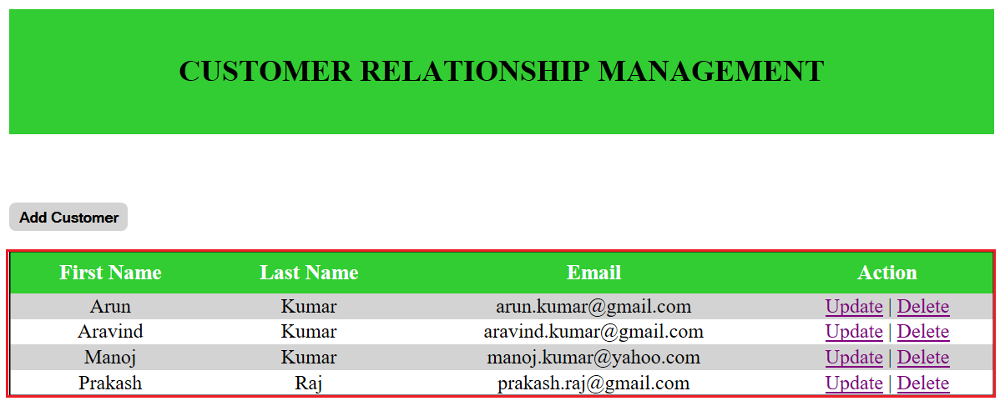 CUSTOMER RELATIONSHIP MANAGEMENT
Add Customer
First Name Last Name Email Action
Arun Kumar arun.kumar@gmail.com Update | Delete
Aravind Kumar aravind.kumar@gmail.com Update | Delete
Manoj Kumar manoj.kumar@yahoo.com Update | Delete
Prakash Raj prakash.raj@gmail.com Update | Delete